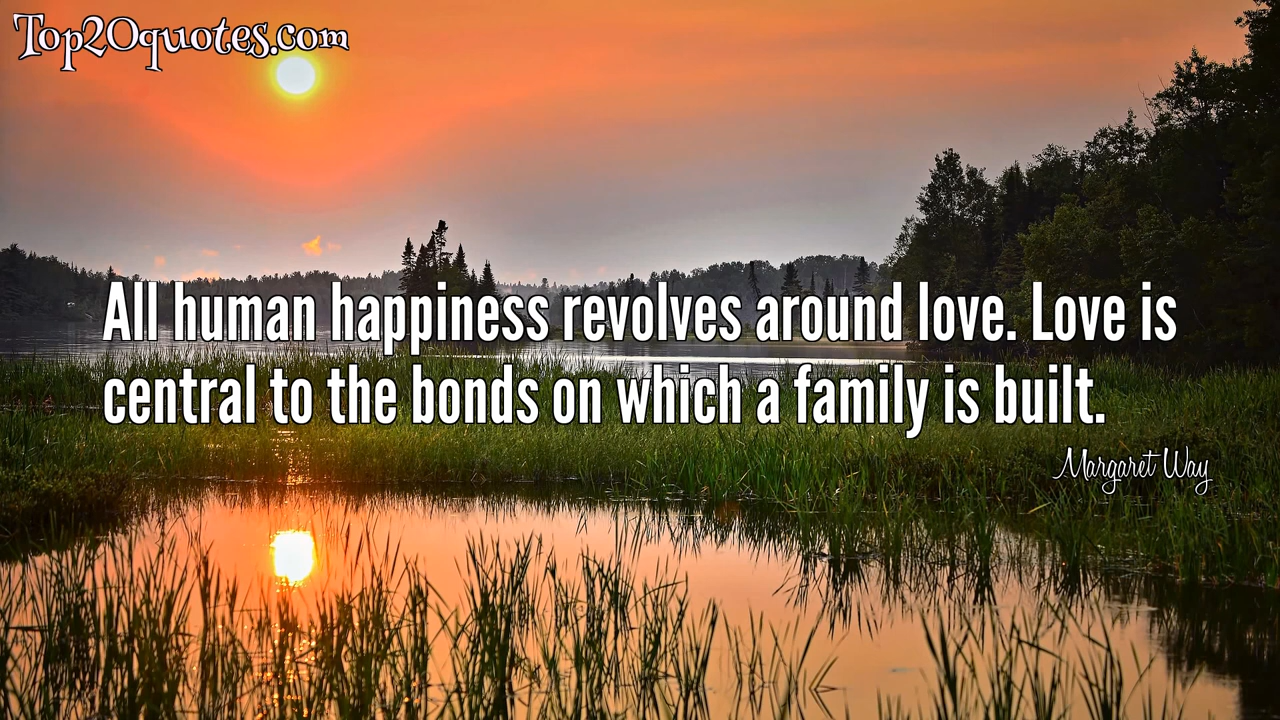 Top20quotes.com
All human happiness revolves around love. Love is
central to the bonds on which a family is built.
Margaret Way